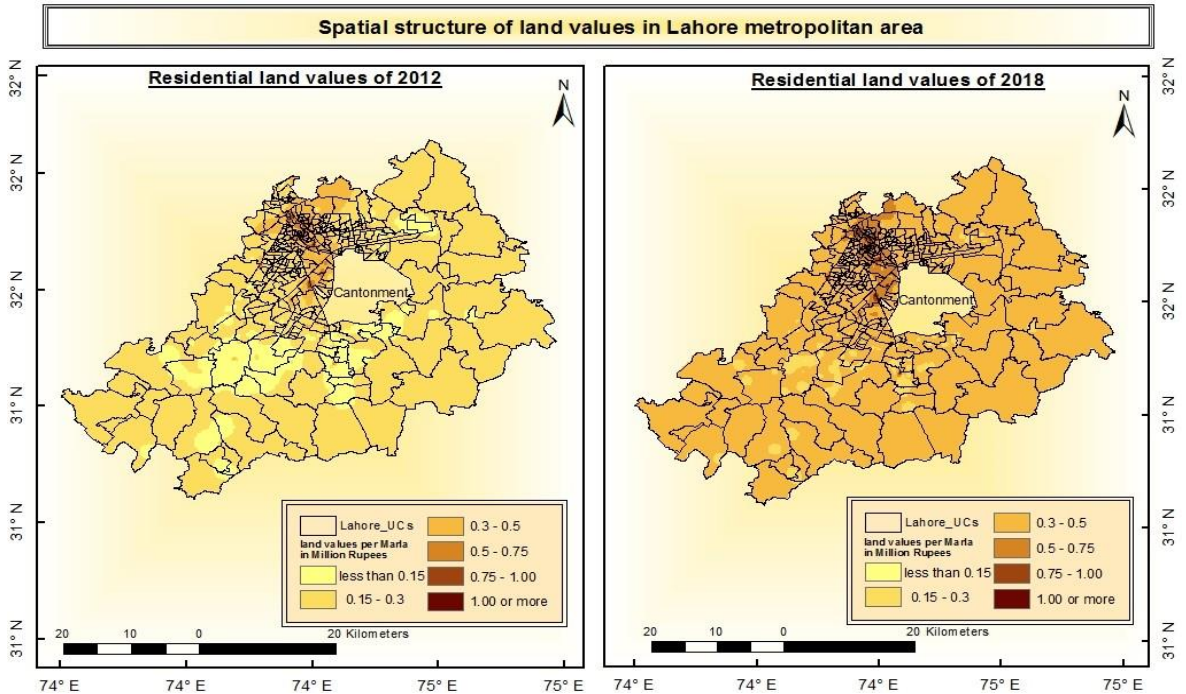 Spatial structure of land values in Lahore metropolitan area
Residential land values of 2012
N
32° N
32° N
32° N
31° N
31° N
31° N
Cantonment
Lahore_UCs
land values per Marla
in Million Rupees
less than 0.15
0.15 - 0.3
0.3 - 0.5
0.5 - 0.75
0.75 - 1.00
1.00 or more
20 10 0 20 Kilometers
74° E 74° E 74° E 75° E 75° E
Residential land values of 2018
N
Cantonment
Lahore_UCs
land values per Marla
in Million Rupees
less than 0.15
0.15 - 0.3
0.3 - 0.5
0.5 - 0.75
0.75 - 1.00
1.00 or more
20 10 0 20 Kilometers
74° E 74° E 74° E 75° E 75° E
32° N
32° N
32° N
31° N
31° N
31° N